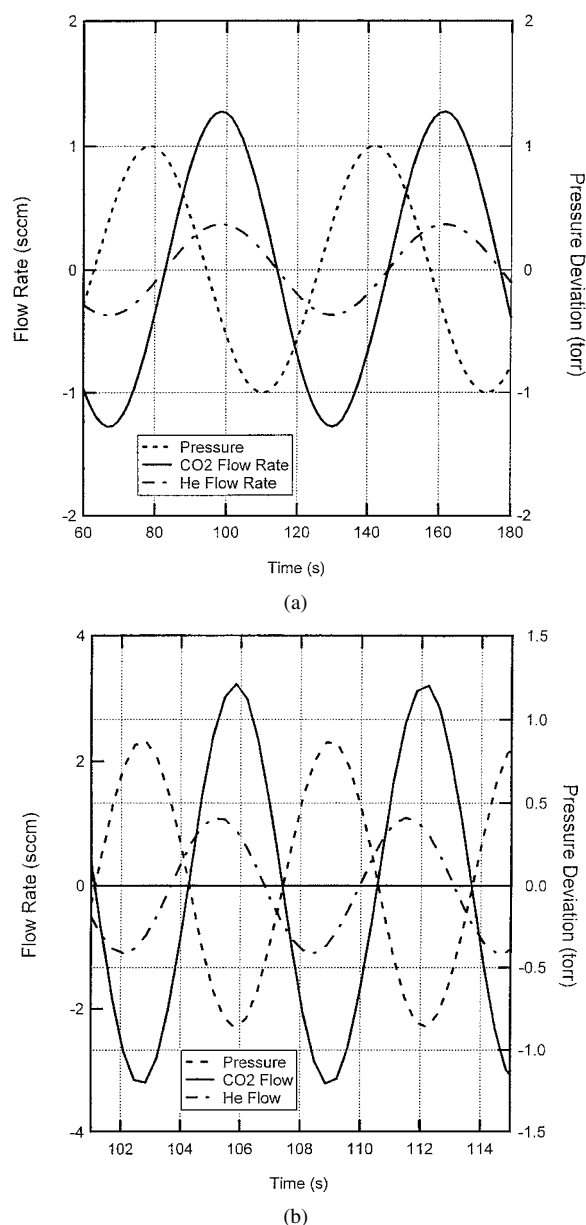 2
1
0
-1
-2
Flow Rate (sccm)
2
1
0
-1
-2
Pressure Deviation (torr)
Pressure
CO2 Flow Rate
He Flow Rate
60 80 100 120 140 160 180
Time (s)
(a)
4
2
0
-2
-4
Flow Rate (sccm)
1.5
1.0
0.5
0.0
-0.5
-1.0
-1.5
Pressure Deviation (torr)
Pressure
CO2 Flow
He Flow
102 104 106 108 110 112 114
Time (s)
(b)